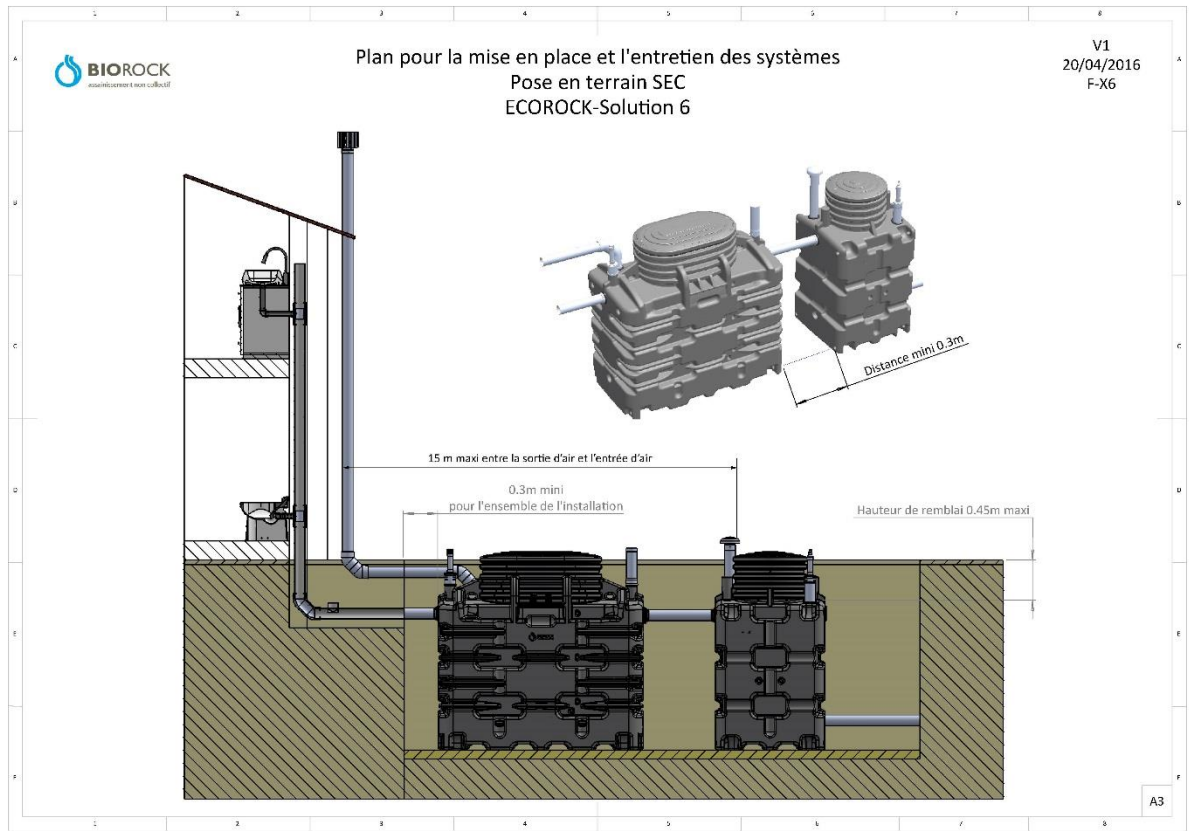 BIOROCK
assainissement non collectif
Plan pour la mise en place et l'entretien des systèmes
Pose en terrain SEC
ECOROCK-Solution 6
V1
20/04/2016
F-X6
Distance mini 0.3m
15 m maxi entre la sortie d'air et l'entrée d'air
0.3m mini
pour l'ensemble de l'installation
Hauteur de remblai 0.45m maxi
BIOROCK
A3